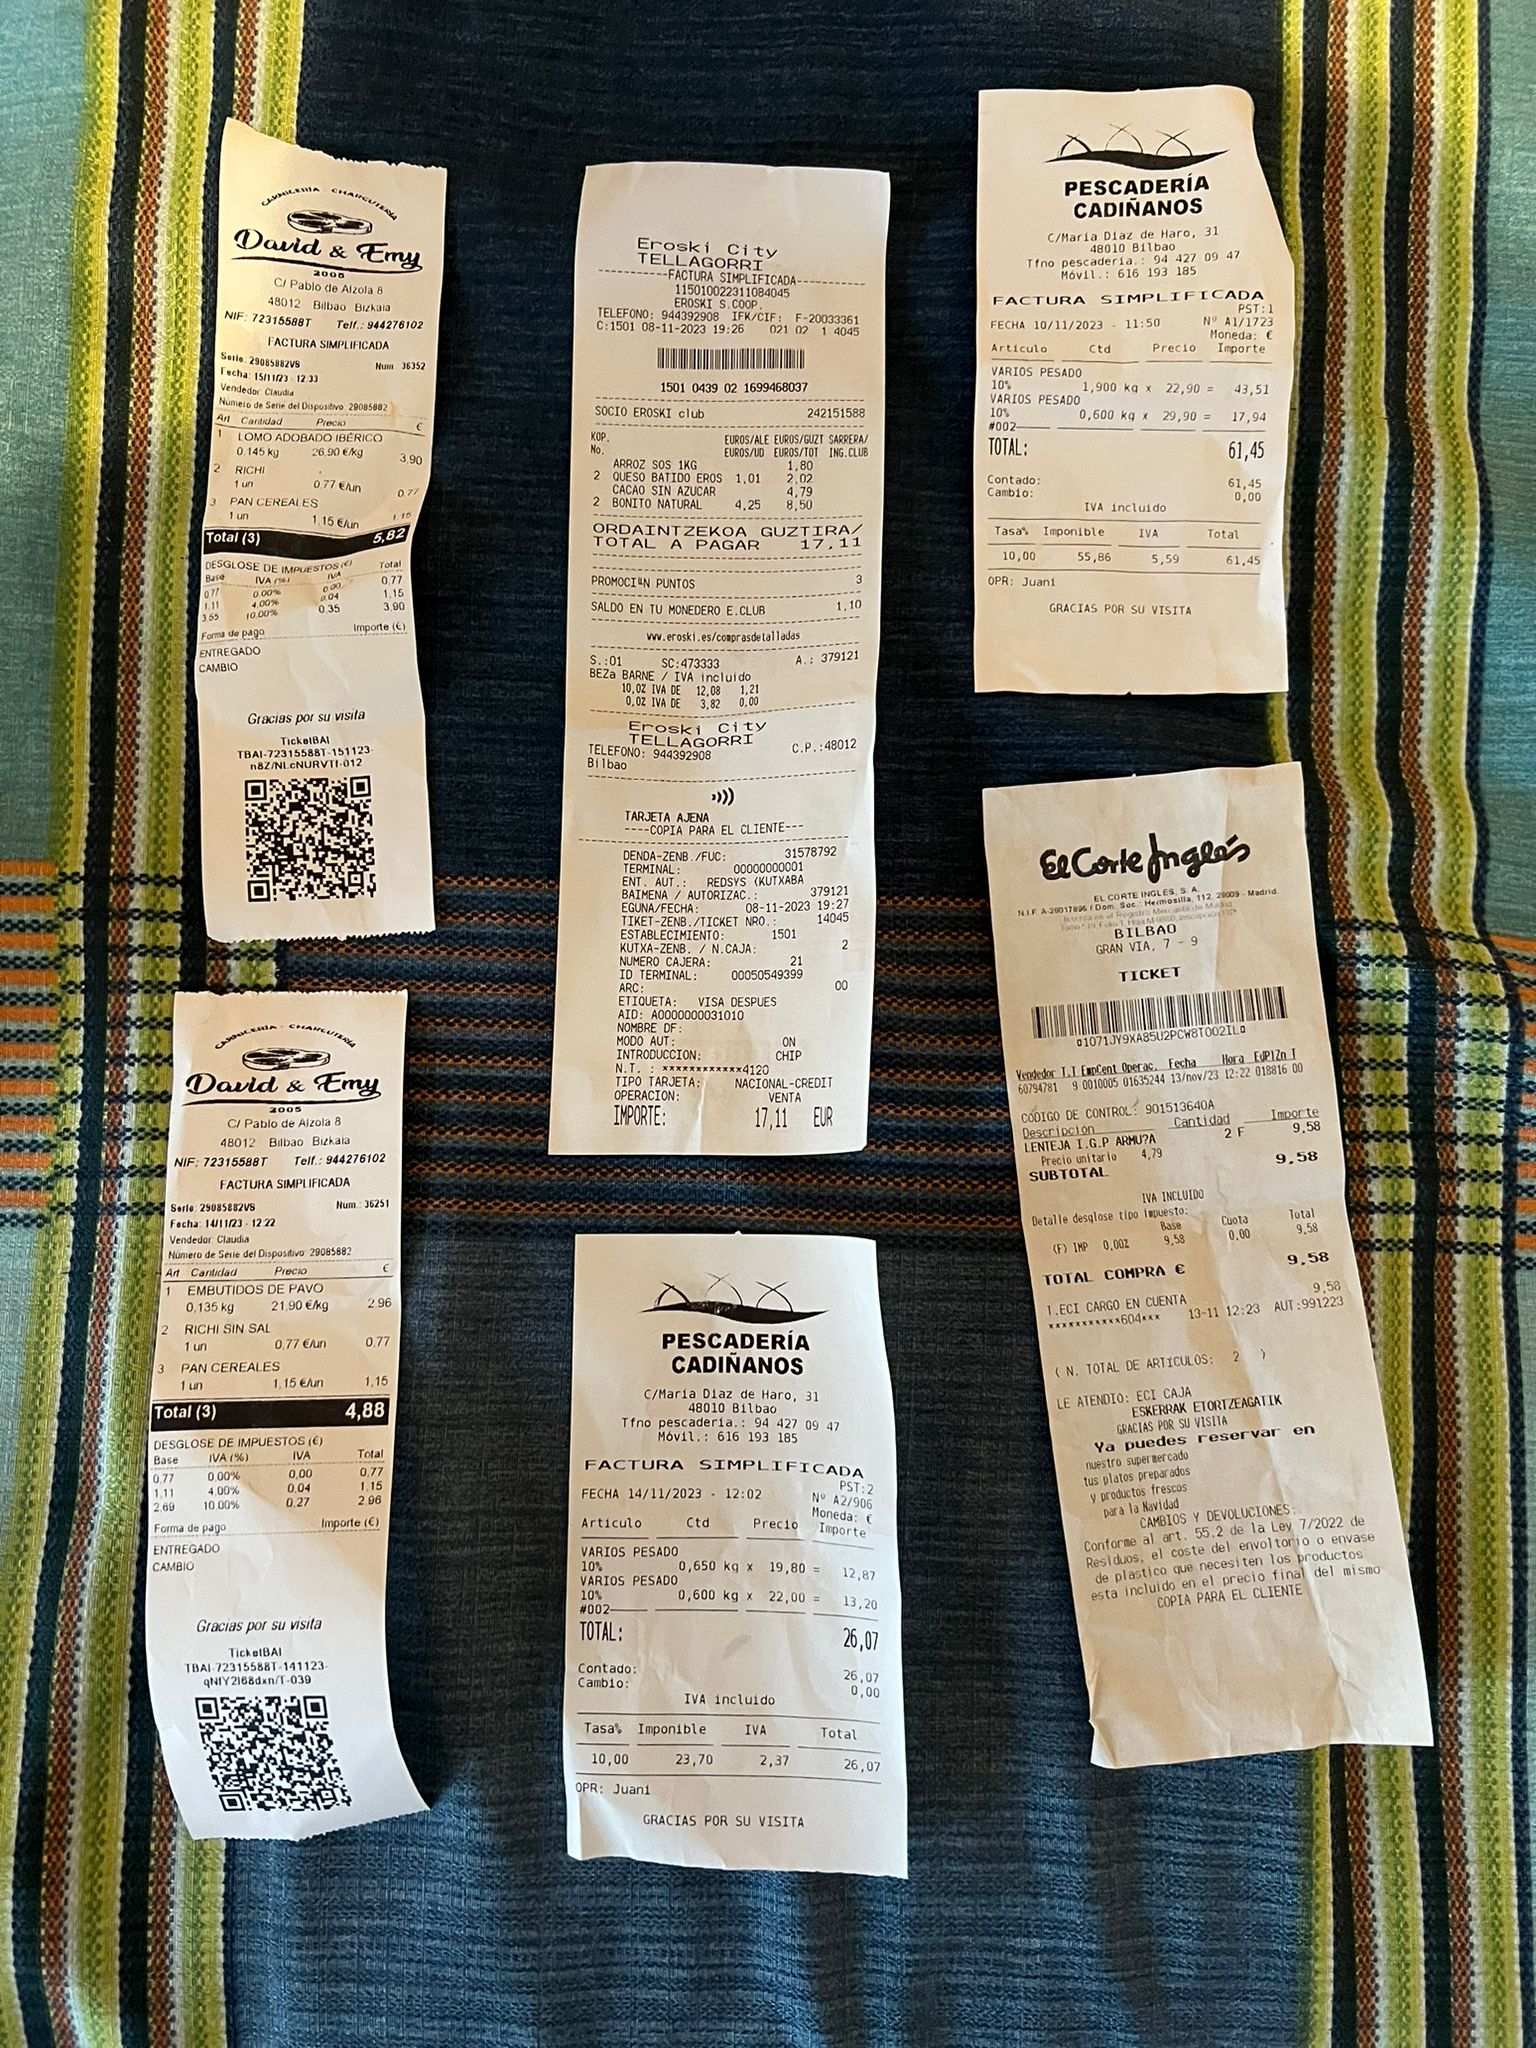 CARNICERIA · CHARCUTERIA
David & Emy
2005
C/ Pablo de Alzola 8
48012 Bilbao Bizkaia
NIF: 72315588T Telf.: 944276102
FACTURA SIMPLIFICADA
Serie: 29085882VS Num: 36352
Fecha: 15/11/23 - 12:33
Vendedor: Claudia
Número de Serie del Dispositivo: 29085882
Art Cantidad Precio €
1 LOMO ADOBADO IBÉRICO
0,145 kg 26,90 €/kg 3,90
2 RICHI
1 un 0,77 €/un 0,77
3 PAN CEREALES
1 un 1,15 €/un 1,15
Total (3) 5,82
DESGLOSE DE IMPUESTOS (€)
Base IVA (%) IVA Total
0,77 0.00% 0,00 0,77
1,11 4.00% 0,04 1,15
3,55 10.00% 0,35 3,90
Forma de pago Importe (€)
ENTREGADO
CAMBIO
Gracias por su visita
TicketBAI
TBAI-72315588T-151123-
CARNICERIA · CHARCUTERIA
David & Emy
2005
C/ Pablo de Alzola 8
48012 Bilbao Bizkaia
NIF: 72315588T Telf.: 944276102
FACTURA SIMPLIFICADA
Serie: 29085882VS Num.: 36251
Fecha: 14/11/23 - 12:22
Vendedor: Claudia
Número de Serie del Dispositivo: 29085882
Art Cantidad Precio €
1 EMBUTIDOS DE PAVO
0,135 kg 21,90 €/kg 2,96
2 RICHI SIN SAL
1 un 0,77 €/un 0,77
3 PAN CEREALES
1 un 1,15 €/un 1,15
Total (3) 4,88
DESGLOSE DE IMPUESTOS (€)
Base IVA (%) IVA Total
0,77 0.00% 0,00 0,77
1,11 4.00% 0,04 1,15
2,69 10.00% 0,27 2,96
Forma de pago Importe (€)
ENTREGADO
CAMBIO
Gracias por su visita
TicketBAI
TBAI-72315588T-141123-
Eroski City
TELLAGORRI
----------FACTURA SIMPLIFICADA----------
115010022311084045
EROSKI S.COOP.
TELEFONO: 944392908 IFK/CIF: F-20033361
C:1501 08-11-2023 19:26 021 02 1 4045
1501 0439 02 1699468037
SOCIO EROSKI club 242151588
KOP. EUROS/ALE EUROS/GUZT SARRERA/
No. EUROS/UD EUROS/TOT ING.CLUB
ARROZ SOS 1KG 1,80
2 QUESO BATIDO EROS 1,01 2,02
CACAO SIN AZUCAR 4,79
2 BONITO NATURAL 4,25 8,50
ORDAINTZEKOA GUZTIRA/
TOTAL A PAGAR 17,11
PROMOCI N PUNTOS 3
SALDO EN TU MONEDERO E.CLUB 1,10
www.eroski.es/comprasdetalladas
S.:01 SC:473333 A.: 379121
BEZa BARNE / IVA incluido
10,0% IVA DE 12,08 1,21
0,0% IVA DE 3,82 0,00
Eroski City
TELLAGORRI
TELEFONO: 944392908 C.P.:48012
Bilbao
TARJETA AJENA
----COPIA PARA EL CLIENTE---
DENDA-ZENB./FUC: 31578792
TERMINAL: 00000000001
ENT. AUT.: REDSYS (KUTXABA
BAIMENA / AUTORIZAC.: 379121
EGUNA/FECHA: 08-11-2023 19:27
TIKET-ZENB./TICKET NRO.: 14045
ESTABLECIMIENTO: 1501
KUTXA-ZENB. / N.CAJA: 2
NUMERO CAJERA: 21
ID TERMINAL: 00050549399
ARC: 00
ETIQUETA: VISA DESPUES
AID: A0000000031010
NOMBRE DF:
MODO AUT: ON
INTRODUCCION: CHIP
N.T. : ************4120
TIPO TARJETA: NACIONAL-CREDIT
OPERACION: VENTA
IMPORTE: 17,11 EUR
PESCADERÍA
CADIÑANOS
C/María Díaz de Haro, 31
48010 Bilbao
Tfno pescadería.: 94 427 09 47
Móvil.: 616 193 185
FACTURA SIMPLIFICADA
PST:2
FECHA 14/11/2023 - 12:02 Nº A2/906
Moneda: €
Artículo Ctd Precio Importe
VARIOS PESADO
10% 0,650 kg x 19,80 = 12,87
VARIOS PESADO
10% 0,600 kg x 22,00 = 13,20
#002
TOTAL: 26,07
Contado: 26,07
Cambio: 0,00
IVA incluido
Tasa% Imponible IVA Total
10,00 23,70 2,37 26,07
OPR: Juani
GRACIAS POR SU VISITA
PESCADERÍA
CADIÑANOS
C/María Díaz de Haro, 31
48010 Bilbao
Tfno pescadería.: 94 427 09 47
Móvil.: 616 193 185
FACTURA SIMPLIFICADA
PST:1
FECHA 10/11/2023 - 11:50 Nº A1/1723
Moneda: €
Artículo Ctd Precio Importe
VARIOS PESADO
10% 1,900 kg x 22,90 = 43,51
VARIOS PESADO
10% 0,600 kg x 29,90 = 17,94
#002
TOTAL: 61,45
Contado: 61,45
Cambio: 0,00
IVA incluido
Tasa% Imponible IVA Total
10,00 55,86 5,59 61,45
OPR: Juani
GRACIAS POR SU VISITA
El Corte Inglés
EL CORTE INGLÉS, S. A.
N.I.F. A-28017895 / Dom. Soc.: Hermosilla, 112, 28009 - Madrid
Inscrita en el Registro Mercantil de Madrid
BILBAO
GRAN VIA, 7 - 9
TICKET
Vendedor T.I EmpCent Operac. Fecha Hora EdPlZn T
60794781 9 0010005 01635244 13/nov/23 12:22 018816 00
CODIGO DE CONTROL: 901513640A
Descripción Cantidad Importe
LENTEJA I.G.P ARMU?A 2 F 9,58
Precio unitario 4,79
SUBTOTAL 9,58
IVA INCLUIDO
Detalle desglose tipo impuesto:
Base Cuota Total
(F) IMP 0,00% 9,58 0,00 9,58
TOTAL COMPRA € 9,58
T.ECI CARGO EN CUENTA 9,58
***********604*** 13-11 12:23 AUT:991223
( N. TOTAL DE ARTICULOS: 2 )
LE ATENDIO: ECI CAJA
ESKERRAK ETORTZEAGATIK
GRACIAS POR SU VISITA
Ya puedes reservar en
nuestro supermercado
tus platos preparados
y productos frescos
para la Navidad
CAMBIOS Y DEVOLUCIONES:
Conforme al art. 55.2 de la Ley 7/2022 de
Residuos, el coste del envoltorio o envase
de plastico que necesiten los productos
esta incluido en el precio final del mismo
COPIA PARA EL CLIENTE